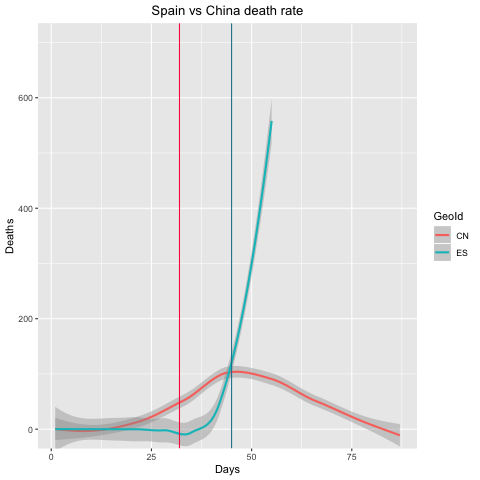 Spain vs China death rate
Deaths
600
400
200
0
0 25 50 75
Days
GeoId
CN
ES